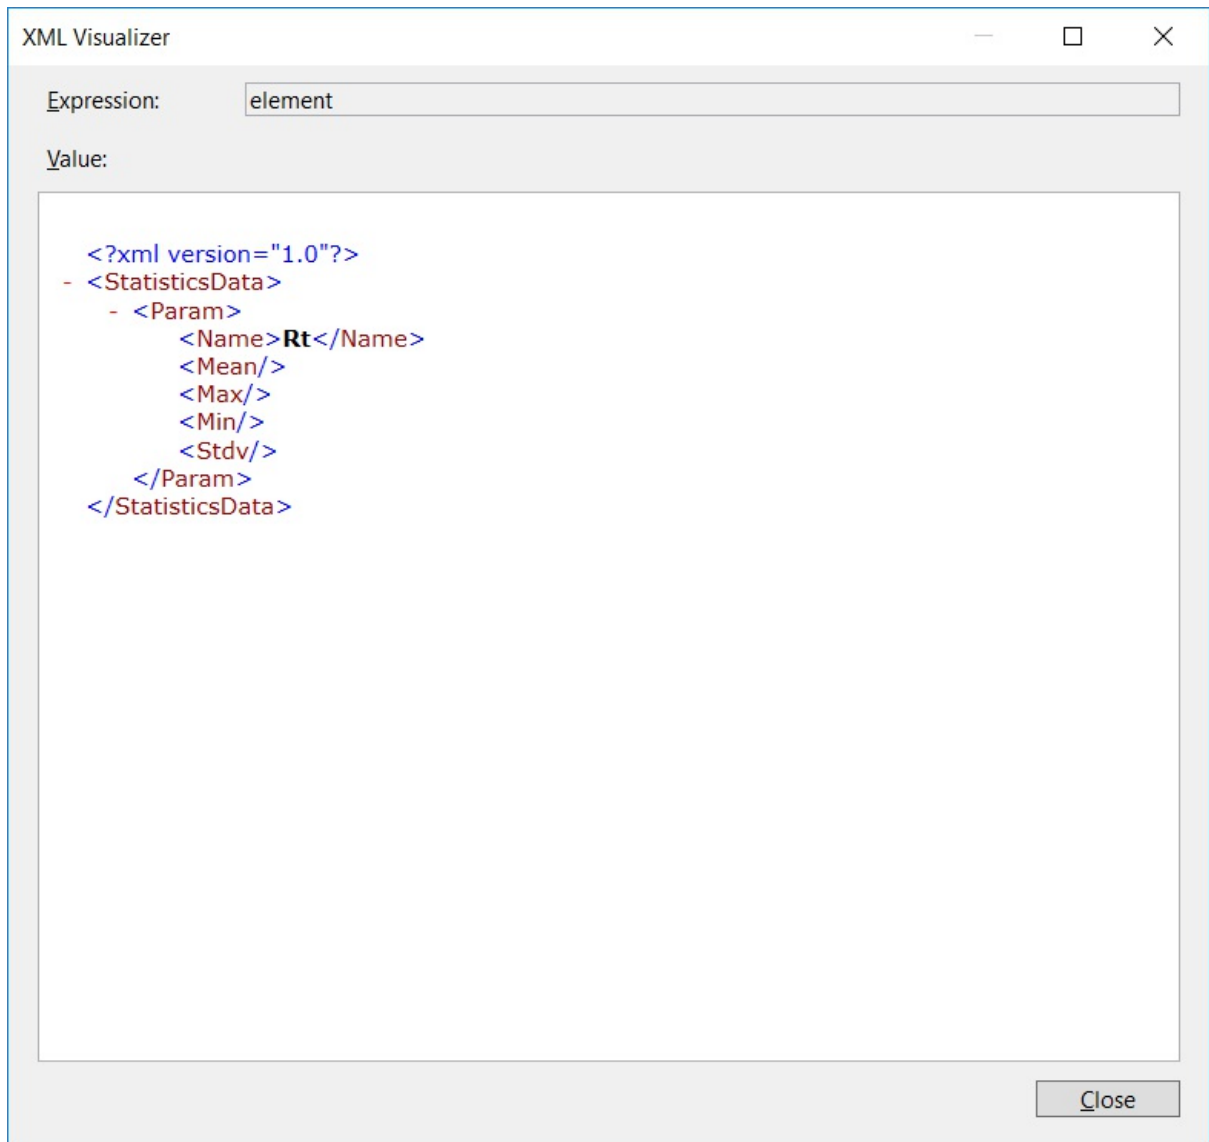 XML Visualizer
Expression: element
Value:
<?xml version="1.0"?>
- <StatisticsData>
- <Param>
<Name>Rt</Name>
<Mean/>
<Max/>
<Min/>
<Stdv/>
</Param>
</StatisticsData>
Close